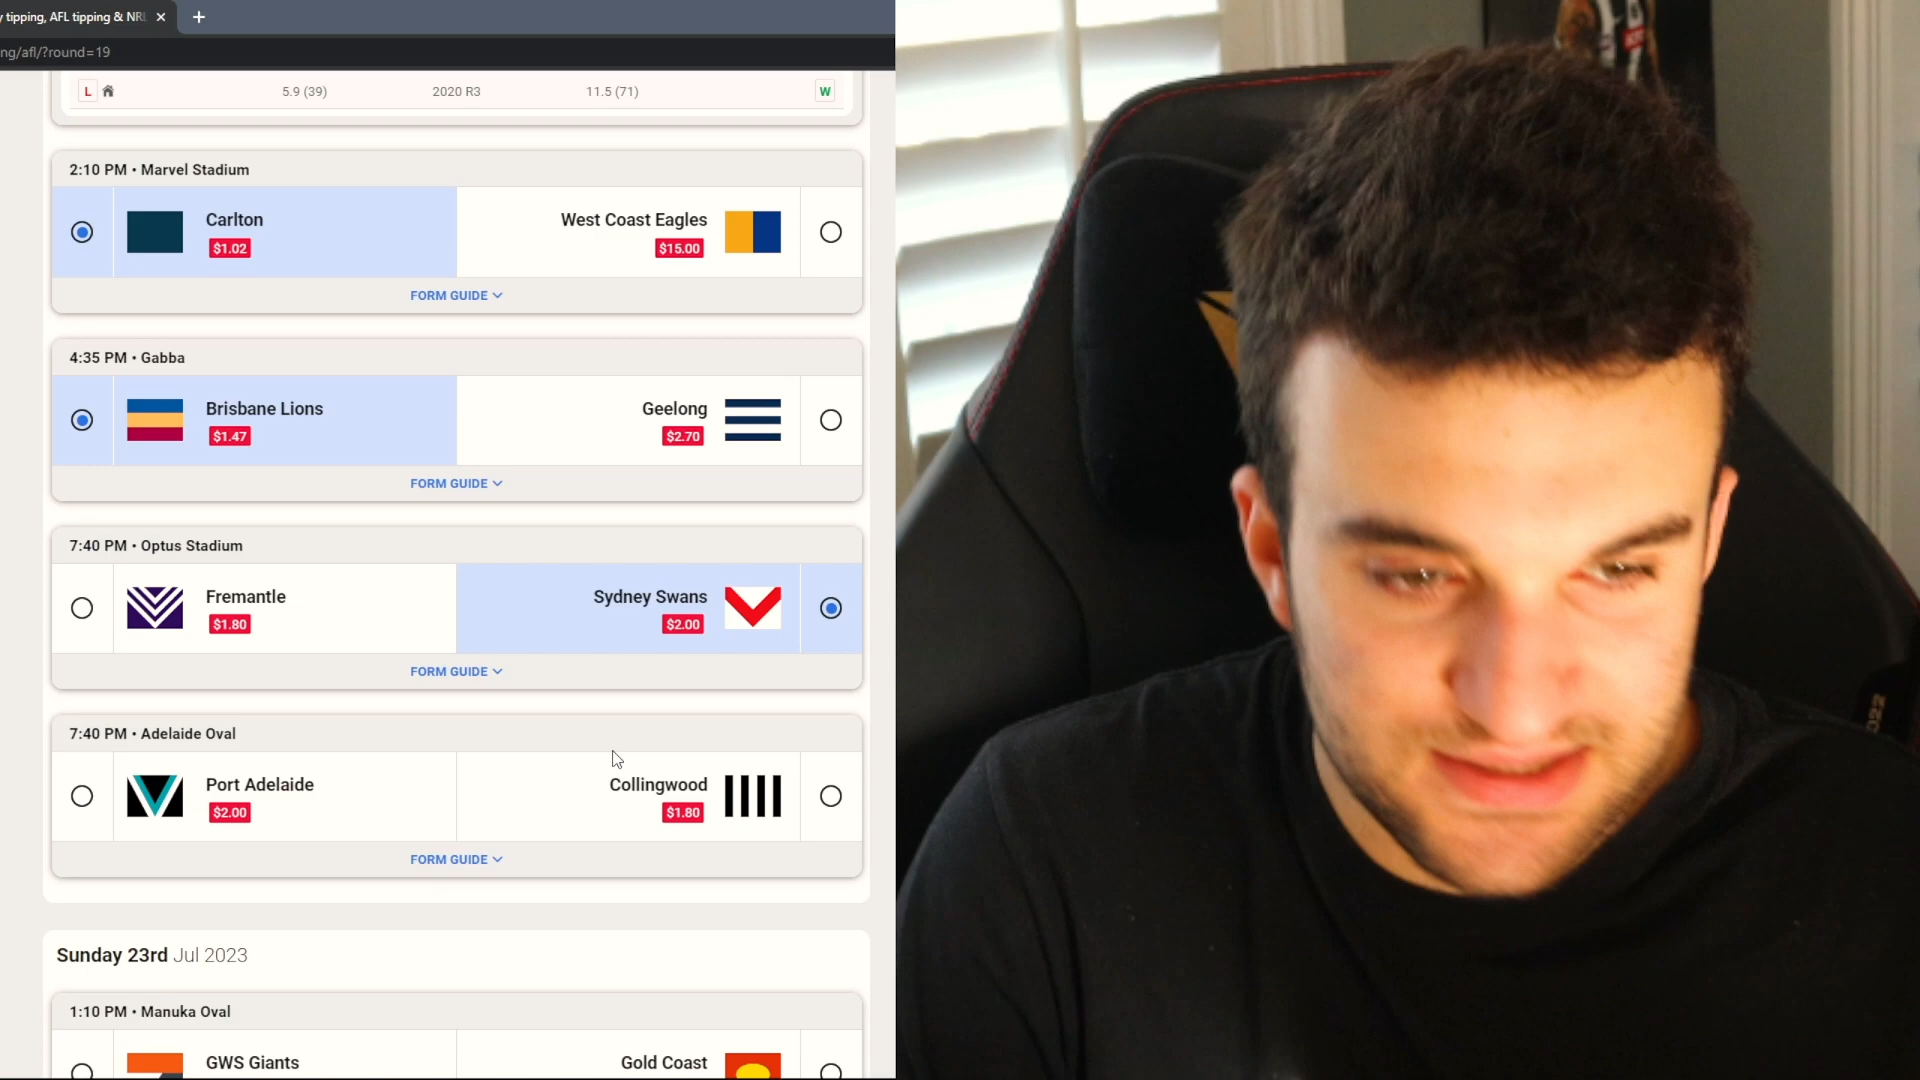 y tipping, AFL tipping & NRL
ng/afl/?round=19
L 5.9 (39) 2020 R3 11.5 (71) W
2:10 PM • Marvel Stadium
Carlton West Coast Eagles
$1.02 $15.00
FORM GUIDE
4:35 PM • Gabba
Brisbane Lions Geelong
$1.47 $2.70
FORM GUIDE
7:40 PM • Optus Stadium
Fremantle Sydney Swans
$1.80 $2.00
FORM GUIDE
7:40 PM • Adelaide Oval
Port Adelaide Collingwood
$2.00 $1.80
FORM GUIDE
Sunday 23rd Jul 2023
1:10 PM • Manuka Oval
GWS Giants Gold Coast